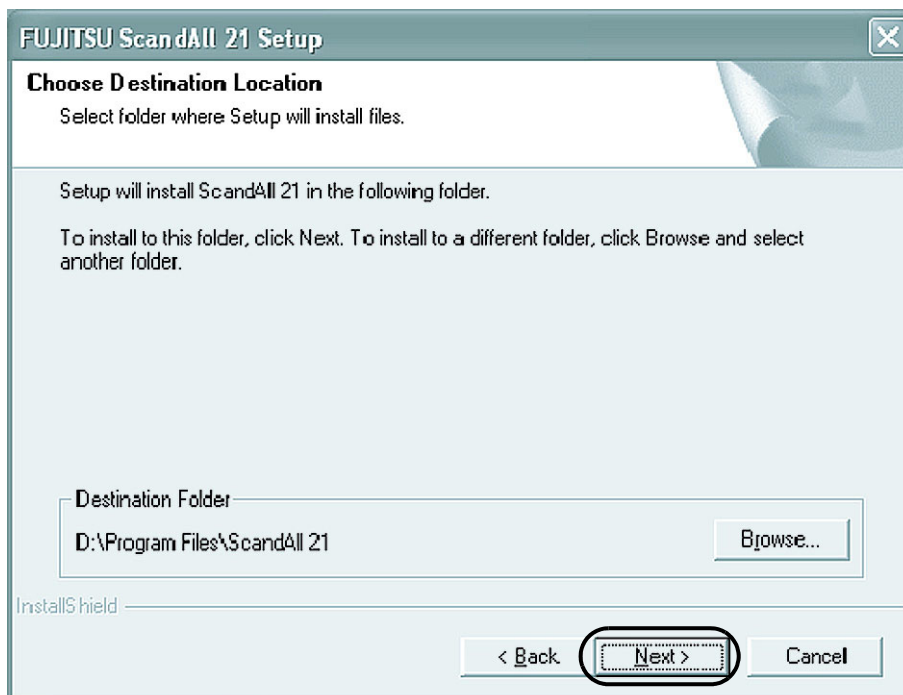 FUJITSU ScandAll 21 Setup
Choose Destination Location
Select folder where Setup will install files.
Setup will install ScandAll 21 in the following folder.
To install to this folder, click Next. To install to a different folder, click Browse and select
another folder.
Destination Folder
D:\Program Files\ScandAll 21
Browse...
InstallShield
< Back
Next >
Cancel